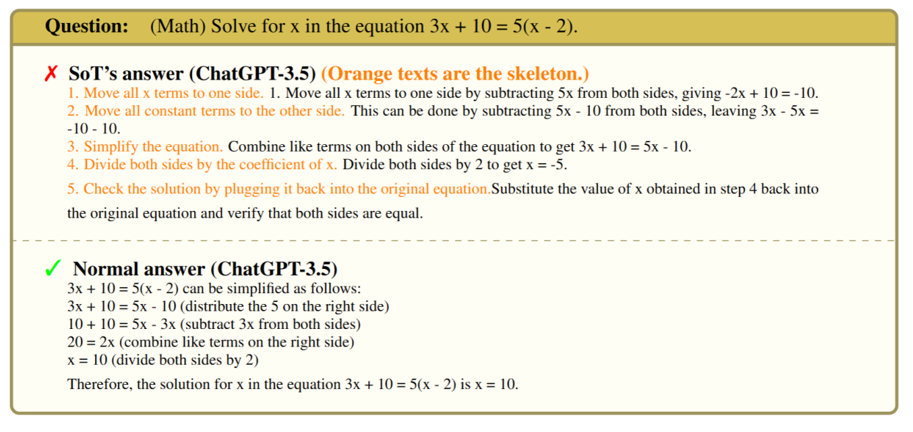 Question: (Math) Solve for x in the equation 3x + 10 = 5(x - 2).
✗ SoT's answer (ChatGPT-3.5) (Orange texts are the skeleton.)
1. Move all x terms to one side. 1. Move all x terms to one side by subtracting 5x from both sides, giving -2x + 10 = -10.
2. Move all constant terms to the other side. This can be done by subtracting 5x - 10 from both sides, leaving 3x - 5x =
-10 - 10.
3. Simplify the equation. Combine like terms on both sides of the equation to get 3x + 10 = 5x - 10.
4. Divide both sides by the coefficient of x. Divide both sides by 2 to get x = -5.
5. Check the solution by plugging it back into the original equation.Substitute the value of x obtained in step 4 back into
the original equation and verify that both sides are equal.
✓ Normal answer (ChatGPT-3.5)
3x + 10 = 5(x - 2) can be simplified as follows:
3x + 10 = 5x - 10 (distribute the 5 on the right side)
10 + 10 = 5x - 3x (subtract 3x from both sides)
20 = 2x (combine like terms on the right side)
x = 10 (divide both sides by 2)
Therefore, the solution for x in the equation 3x + 10 = 5(x - 2) is x = 10.